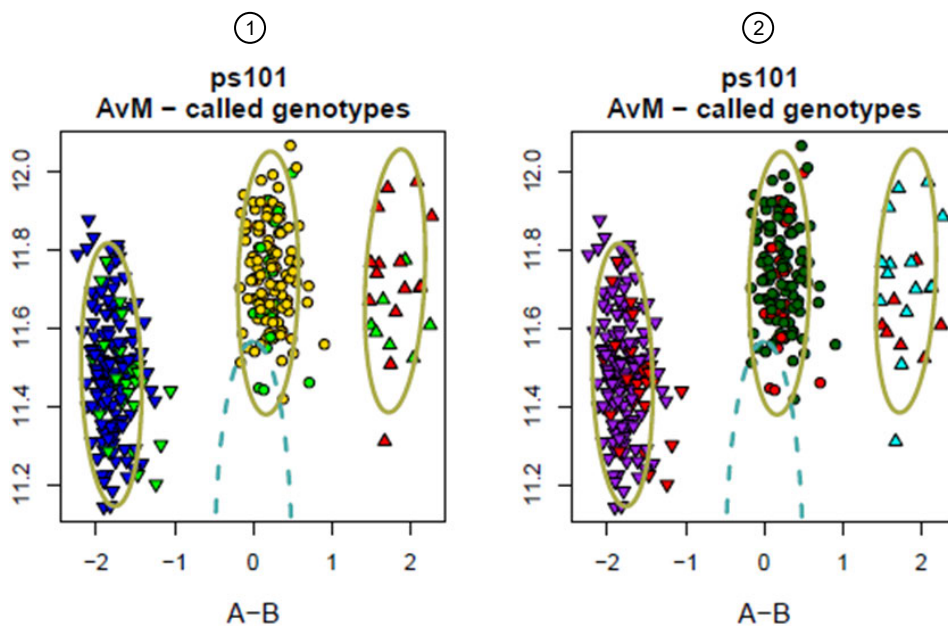 ① ②
ps101 ps101
AvM − called genotypes AvM − called genotypes
12.0 12.0
11.8 11.8
11.6 11.6
11.4 11.4
11.2 11.2
−2 −1 0 1 2 −2 −1 0 1 2
A−B A−B